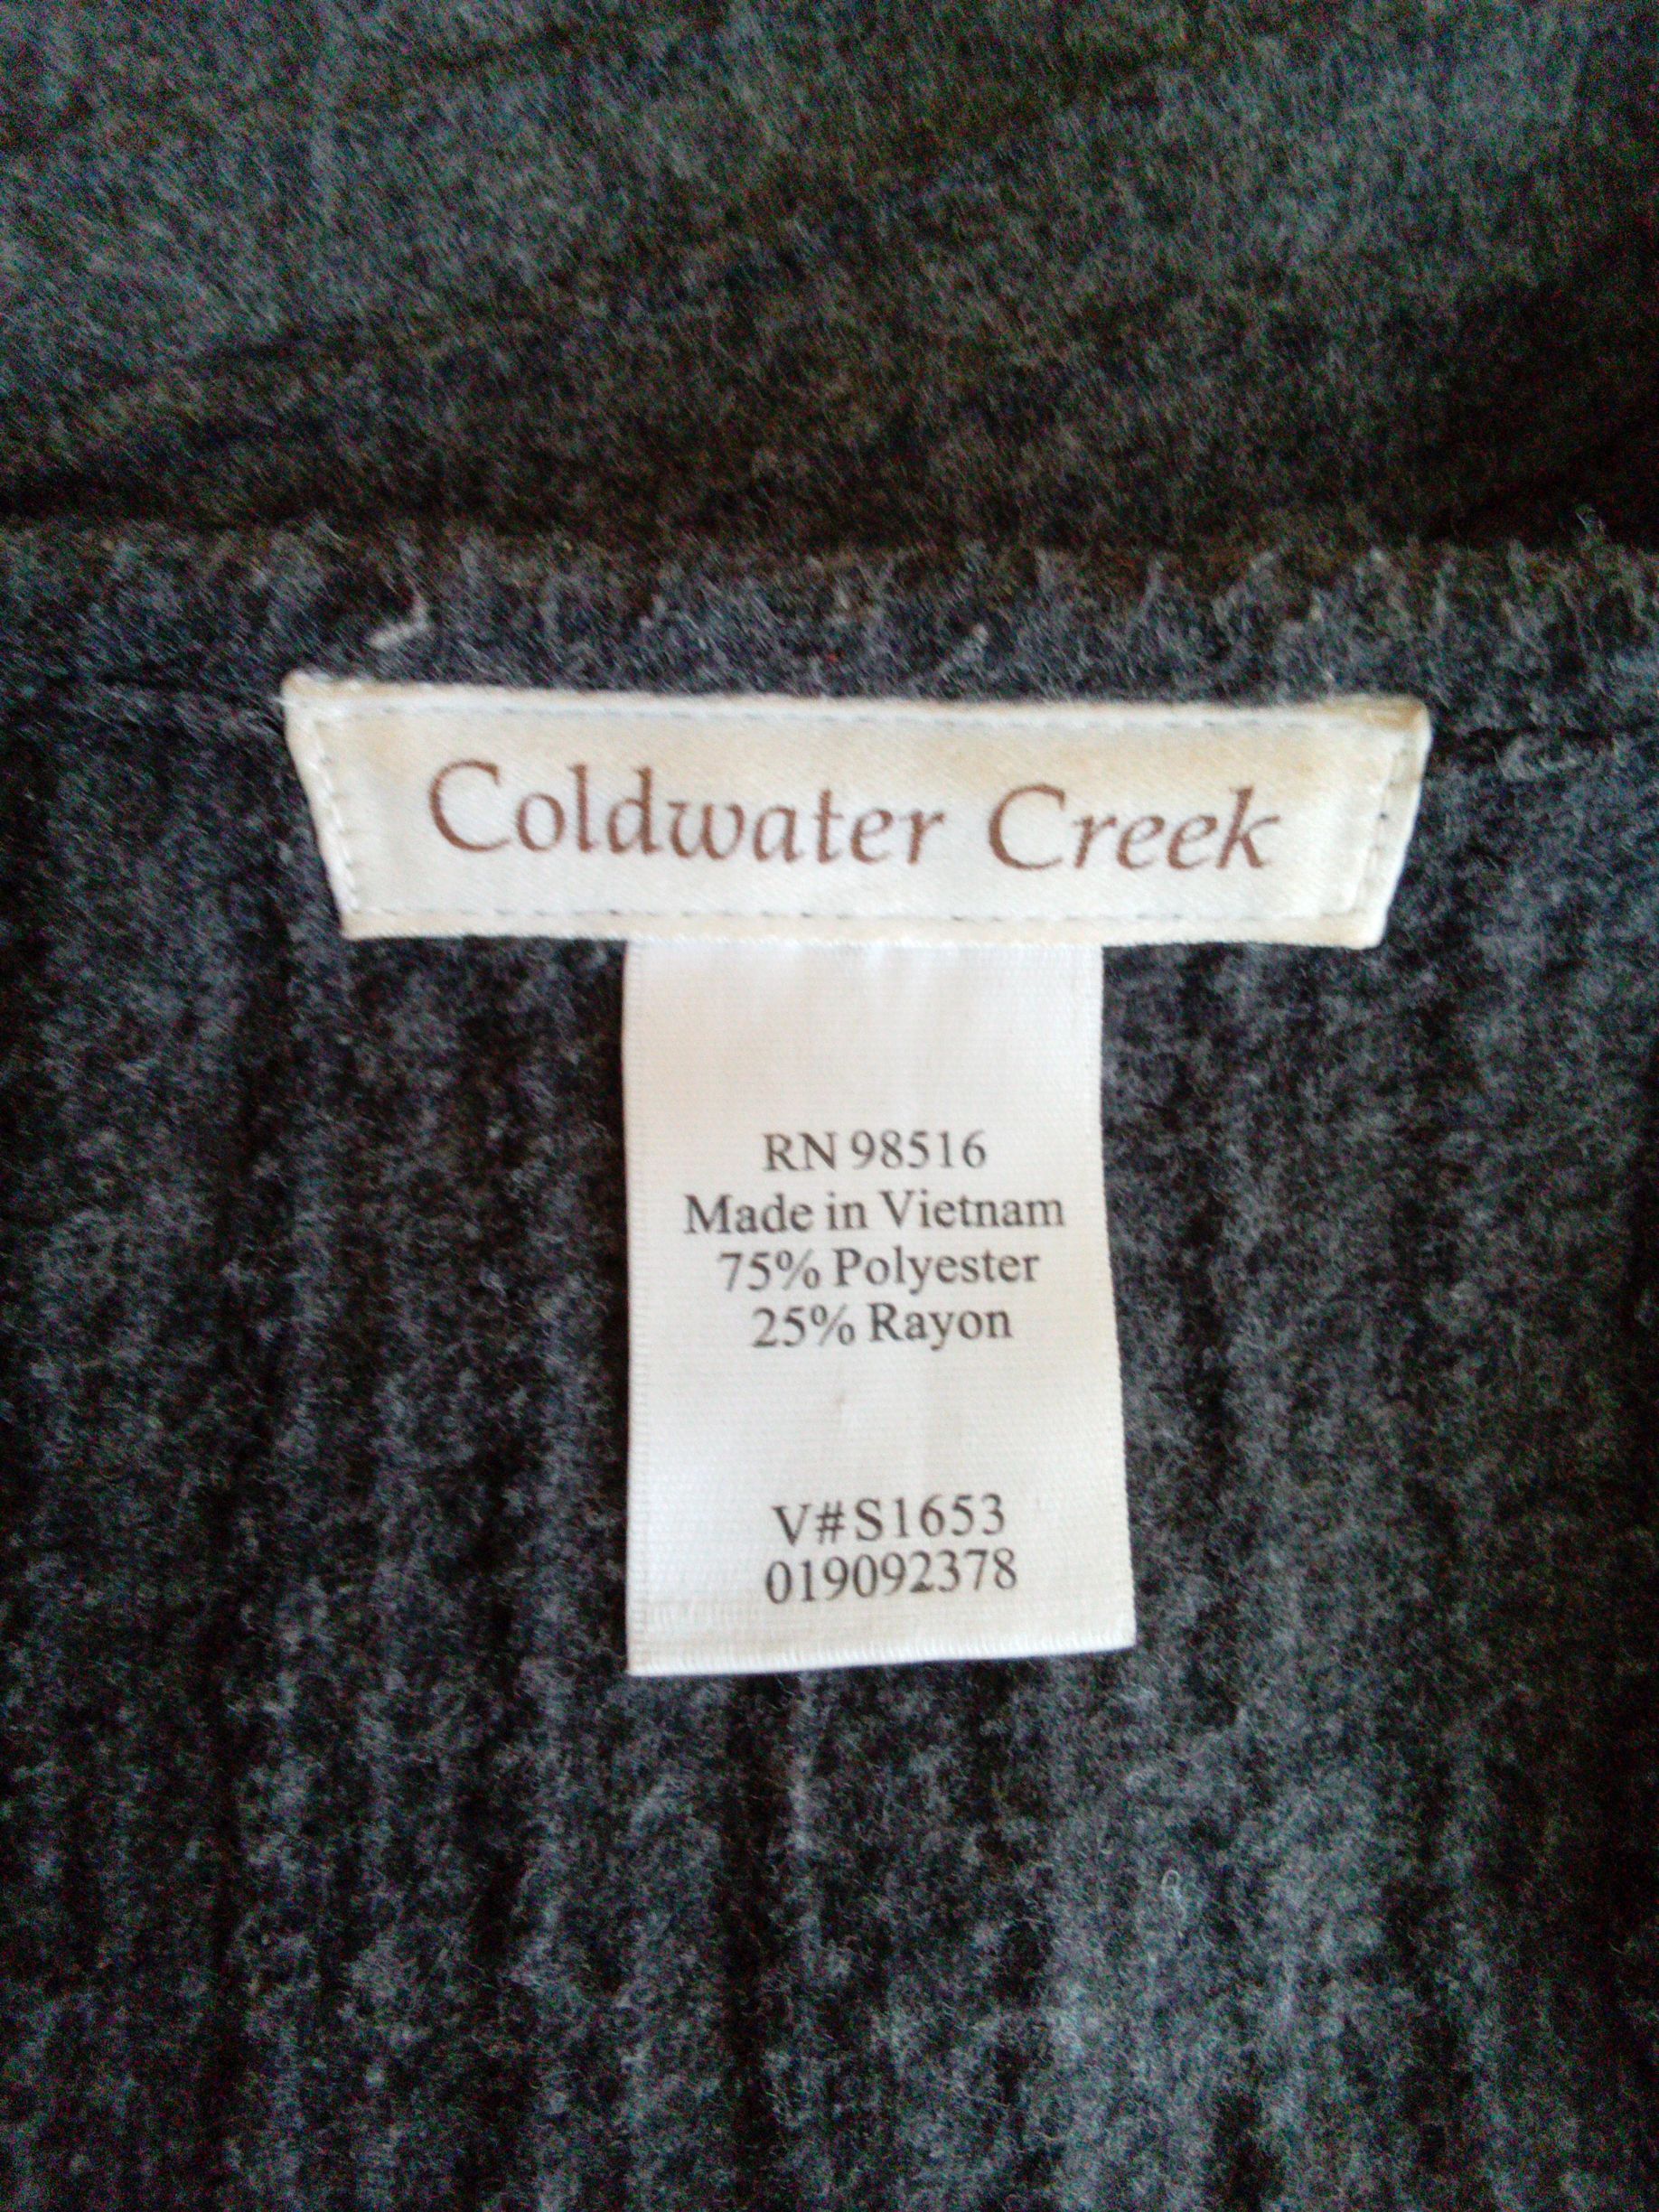 Coldwater Creek
RN 98516
Made in Vietnam
75% Polyester
25% Rayon
V#S1653
019092378